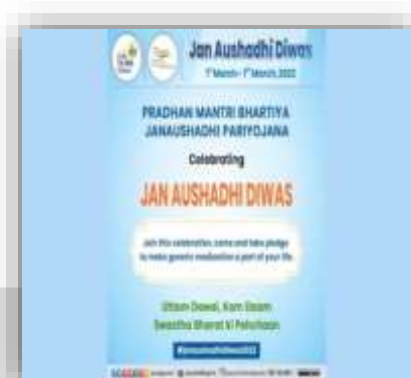 Jan Aushadhi Diwas
1st March - 7th March, 2022
PRADHAN MANTRI BHARTIYA
JANAUSHADHI PARIYOJANA
Celebrating
JAN AUSHADHI DIWAS
Join this celebration, come and take pledge
to make generic medication a part of your life.
Uttam Dawai, Kam Daam
Swastha Bharat ki Pehchaan
#JanaushadhiDiwas2022